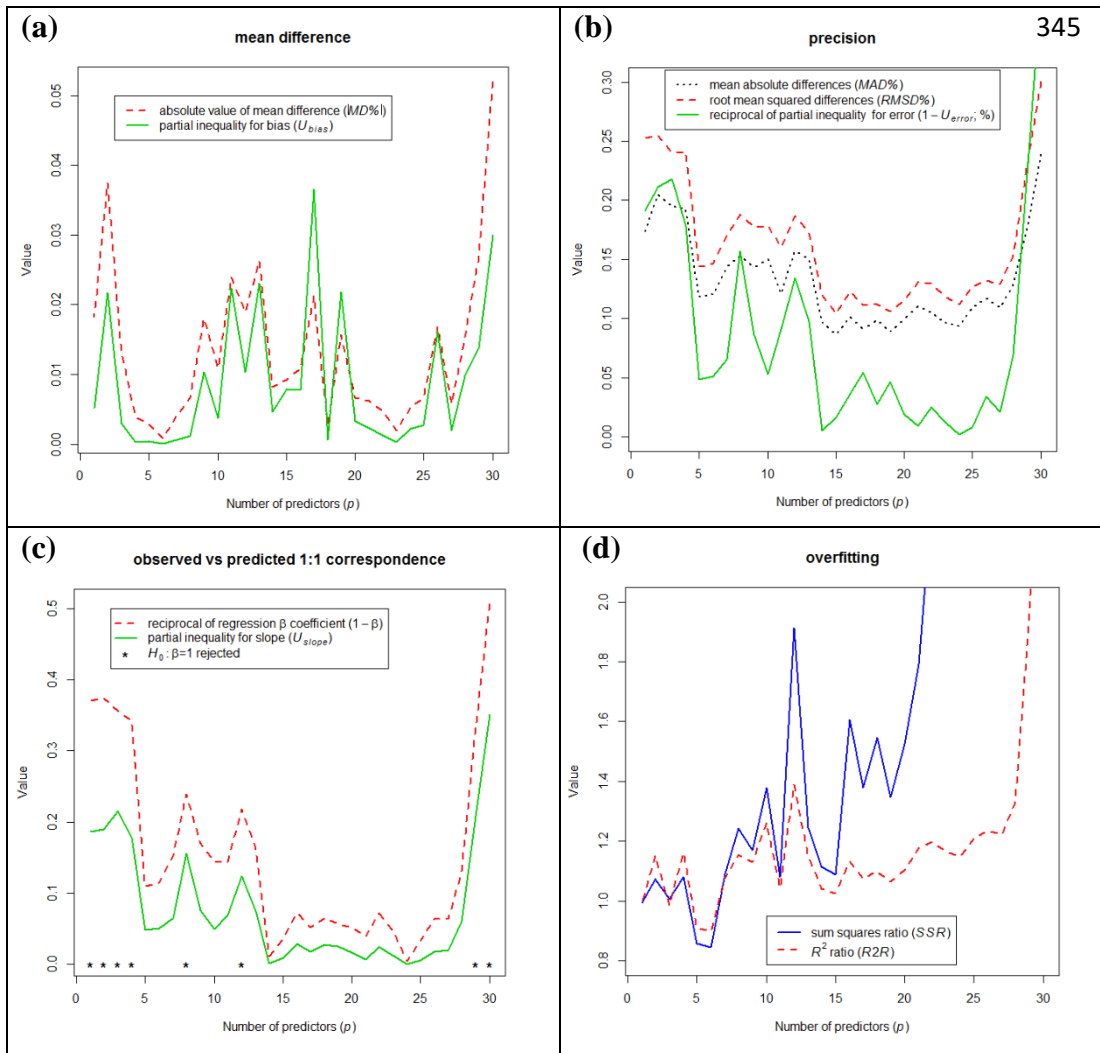 (a)
mean difference
absolute value of mean difference (|MD%|)
partial inequality for bias (U bias)
0.05
0.04
0.03
0.02
0.01
0.00
Value
0 5 10 15 20 25 30
Number of predictors (p)
(b)
345
precision
mean absolute differences (MAD%)
root mean squared differences (RMSD%)
reciprocal of partial inequality for error (1 − U error; %)
0.30
0.25
0.20
0.15
0.10
0.05
0.00
Value
0 5 10 15 20 25 30
Number of predictors (p)
(c)
observed vs predicted 1:1 correspondence
reciprocal of regression β coefficient (1 − β)
partial inequality for slope (U slope)
* H0 : β=1 rejected
0.5
0.4
0.3
0.2
0.1
0.0
Value
* * * * * * * *
0 5 10 15 20 25 30
Number of predictors (p)
(d)
overfitting
2.0
1.8
1.6
1.4
1.2
1.0
0.8
Value
sum squares ratio (SSR)
R2 ratio (R2R)
0 5 10 15 20 25 30
Number of predictors (p)